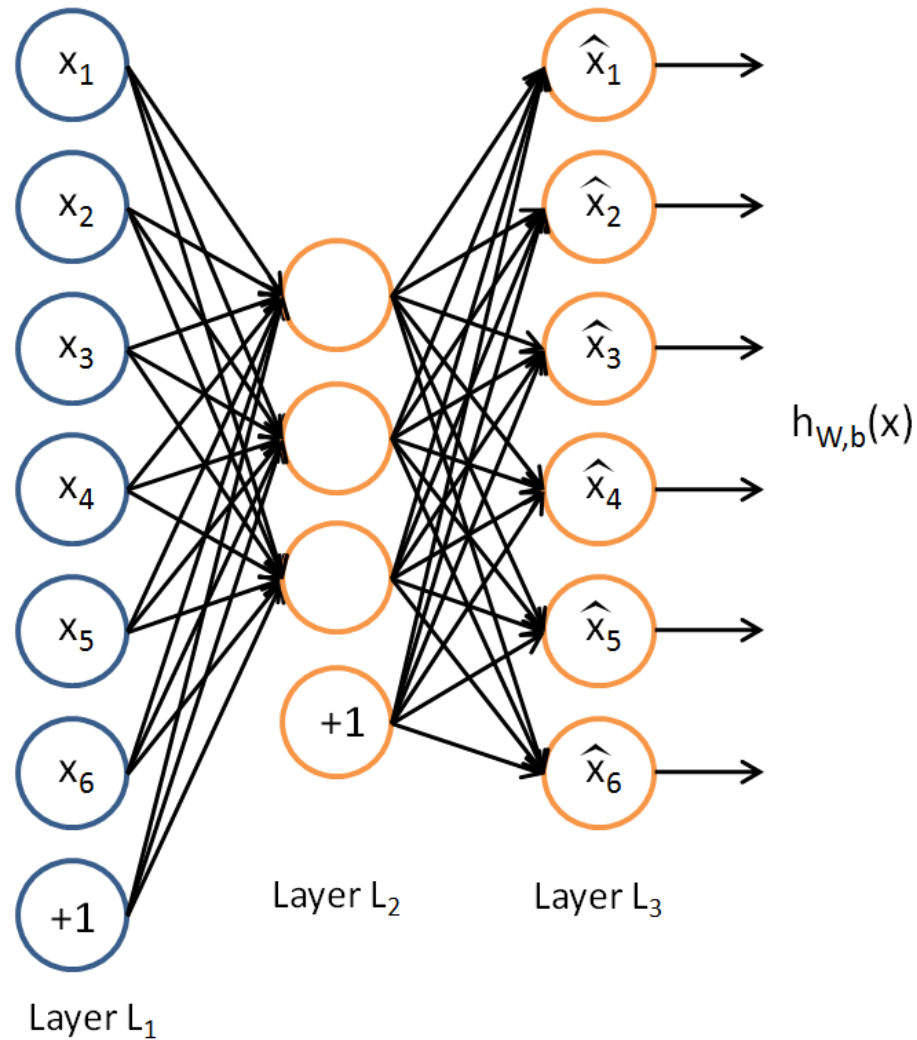 x₁
x₂
x₃
x₄
x₅
x₆
+1
Layer L₁
+1
Layer L₂
x̂₁
x̂₂
x̂₃
x̂₄
x̂₅
x̂₆
Layer L₃
h_W,b(x)